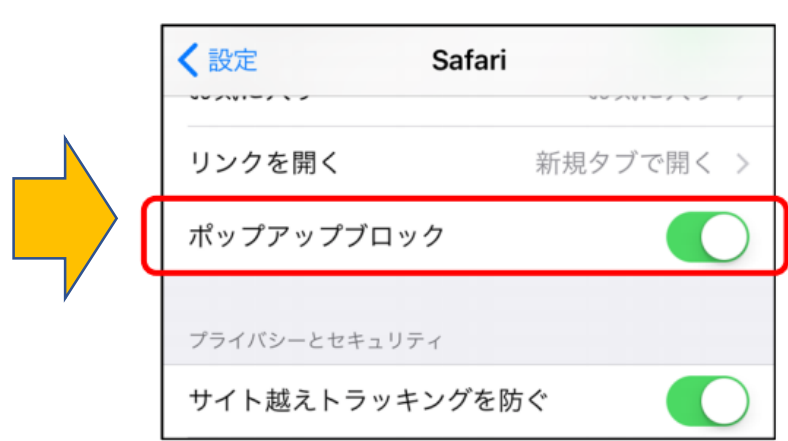 設定 Safari
リンクを開く 新規タブで開く
ポップアップブロック
プライバシーとセキュリティ
サイト越えトラッキングを防ぐ